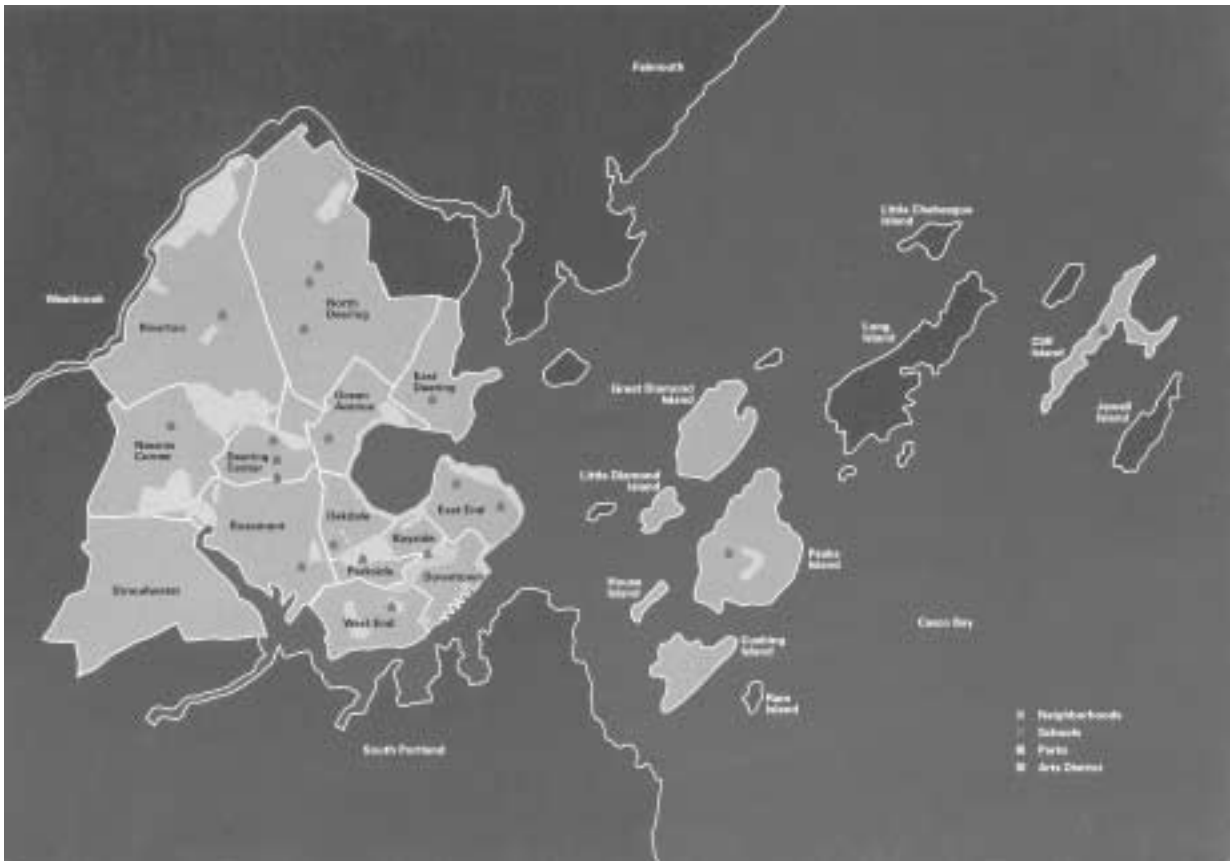 Falmouth
Little Chebeague
Island
Westbrook
North
Deering
Riverton
Long
Island
Cliff
Island
East
Deering
Ocean
Avenue
Great Diamond
Island
Jewell
Island
Nasons
Corner
Deering
Center
Little Diamond
Island
East End
Oakdale
Rosemont
Bayside
Peaks
Island
Parkside
Downtown
House
Island
Stroudwater
West End
Casco Bay
Cushing
Island
Ram
Island
South Portland
Neighborhoods
Schools
Parks
Arts District